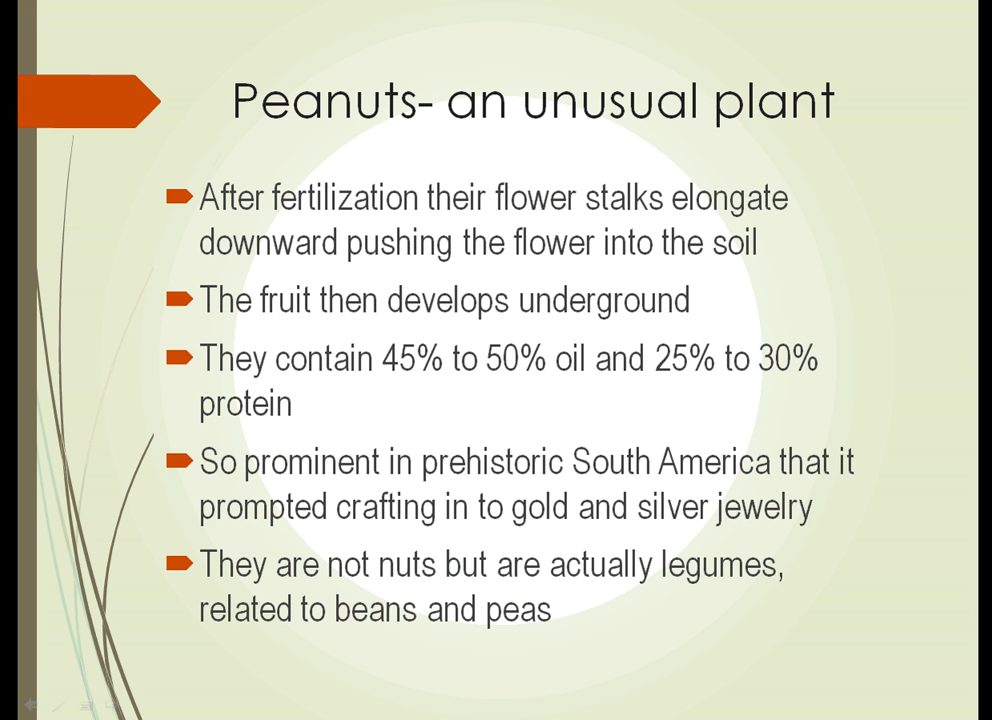 Peanuts- an unusual plant
After fertilization their flower stalks elongate
downward pushing the flower into the soil
The fruit then develops underground
They contain 45% to 50% oil and 25% to 30%
protein
So prominent in prehistoric South America that it
prompted crafting in to gold and silver jewelry
They are not nuts but are actually legumes,
related to beans and peas